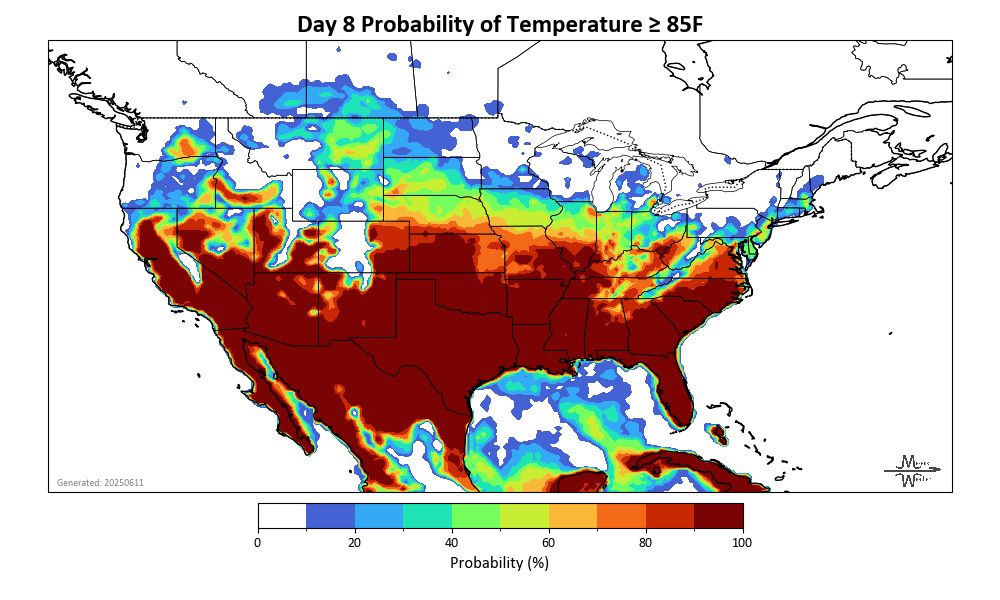 Day 8 Probability of Temperature ≥ 85F
Generated: 20250611
0 20 40 60 80 100
Probability (%)